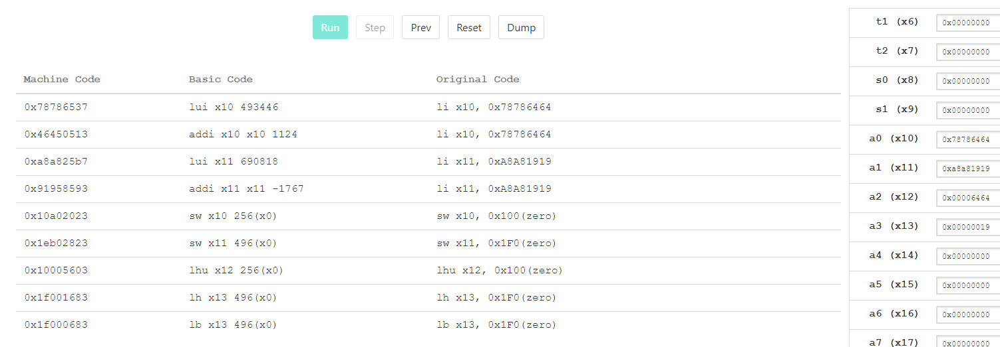 Run Step Prev Reset Dump
Machine Code Basic Code Original Code
0x78786537 lui x10 493446 li x10, 0x78786464
0x46450513 addi x10 x10 1124 li x10, 0x78786464
0xa8a825b7 lui x11 690818 li x11, 0xA8A81919
0x91958593 addi x11 x11 -1767 li x11, 0xA8A81919
0x10a02023 sw x10 256(x0) sw x10, 0x100(zero)
0x1eb02823 sw x11 496(x0) sw x11, 0x1F0(zero)
0x10005603 lhu x12 256(x0) lhu x12, 0x100(zero)
0x1f001683 lh x13 496(x0) lh x13, 0x1F0(zero)
0x1f000683 lb x13 496(x0) lb x13, 0x1F0(zero)
t1 (x6) 0x00000000
t2 (x7) 0x00000000
s0 (x8) 0x00000000
s1 (x9) 0x00000000
a0 (x10) 0x78786464
a1 (x11) 0xa8a81919
a2 (x12) 0x00006464
a3 (x13) 0x00000019
a4 (x14) 0x00000000
a5 (x15) 0x00000000
a6 (x16) 0x00000000
a7 (x17) 0x00000000